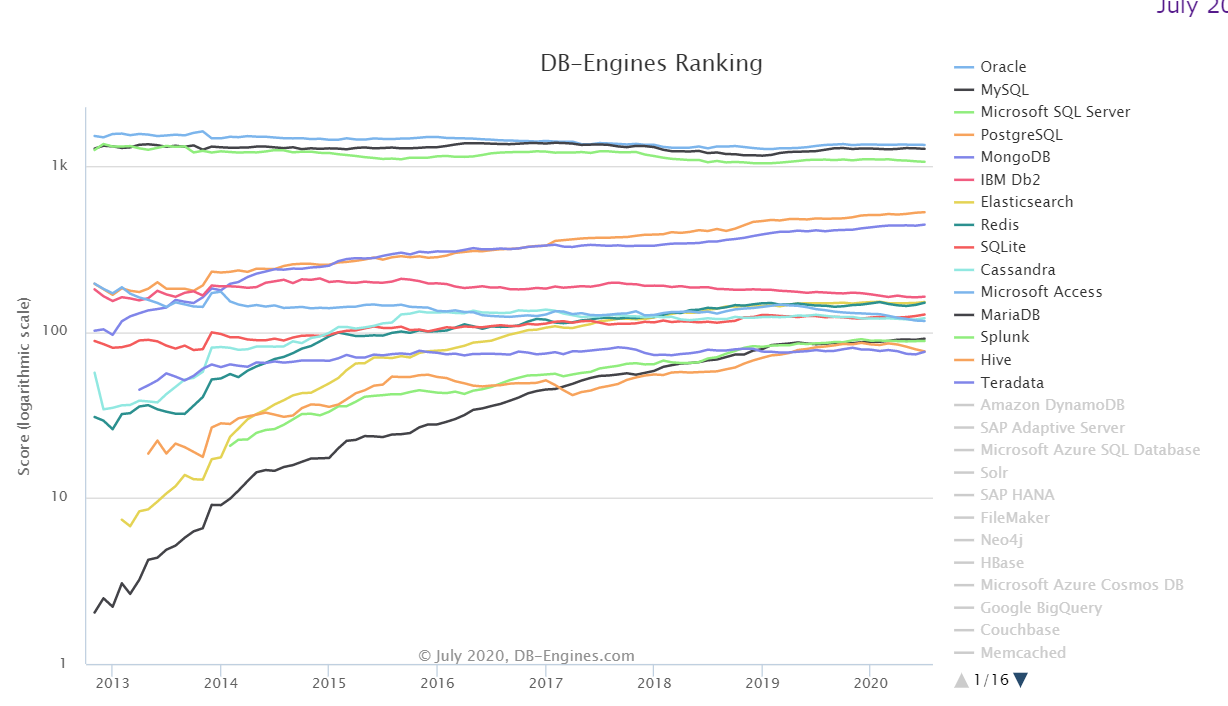 July 20
DB-Engines Ranking
Score (logarithmic scale)
1k
100
10
1
2013
2014
2015
2016
2017
2018
2019
2020
© July 2020, DB-Engines.com
Oracle
MySQL
Microsoft SQL Server
PostgreSQL
MongoDB
IBM Db2
Elasticsearch
Redis
SQLite
Cassandra
Microsoft Access
MariaDB
Splunk
Hive
Teradata
Amazon DynamoDB
SAP Adaptive Server
Microsoft Azure SQL Database
Solr
SAP HANA
FileMaker
Neo4j
HBase
Microsoft Azure Cosmos DB
Google BigQuery
Couchbase
Memcached
1/16